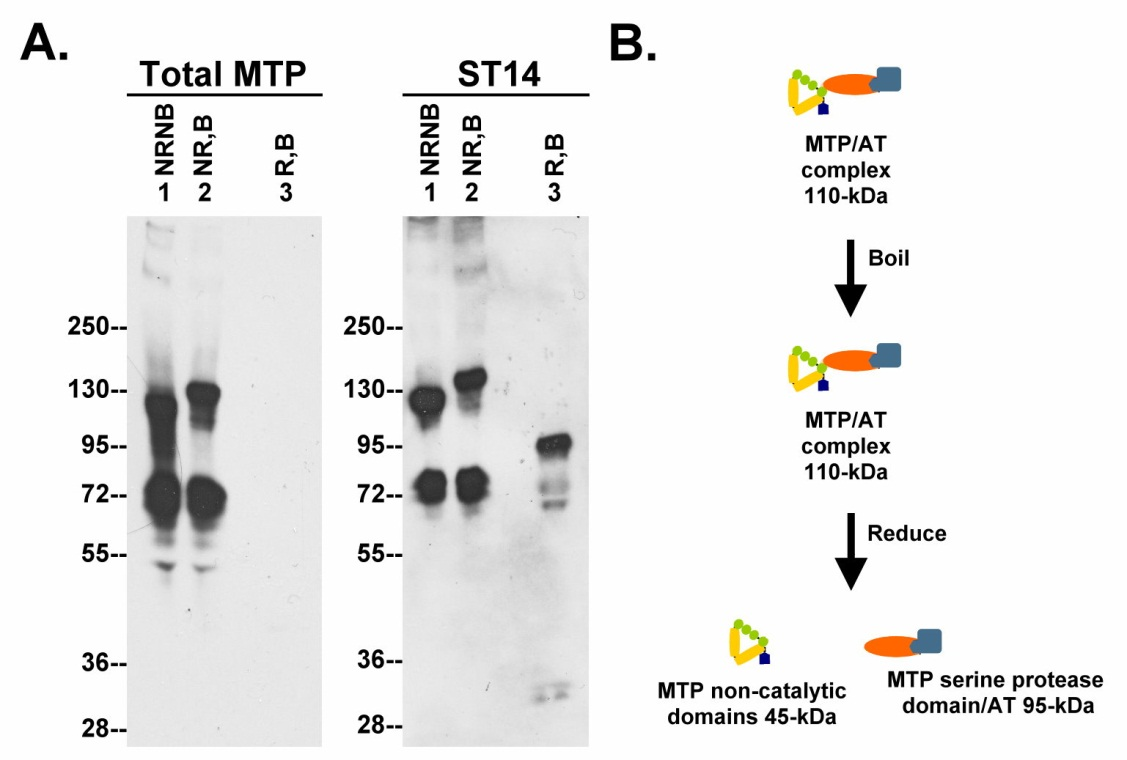 A.
Total MTP
NRNB
NR,B
R,B
1 2 3
250--
130--
95--
72--
55--
36--
28--
ST14
NRNB
NR,B
R,B
1 2 3
250--
130--
95--
72--
55--
36--
28--
B.
MTP/AT
complex
110-kDa
Boil
MTP/AT
complex
110-kDa
Reduce
MTP non-catalytic
domains 45-kDa
MTP serine protease
domain/AT 95-kDa